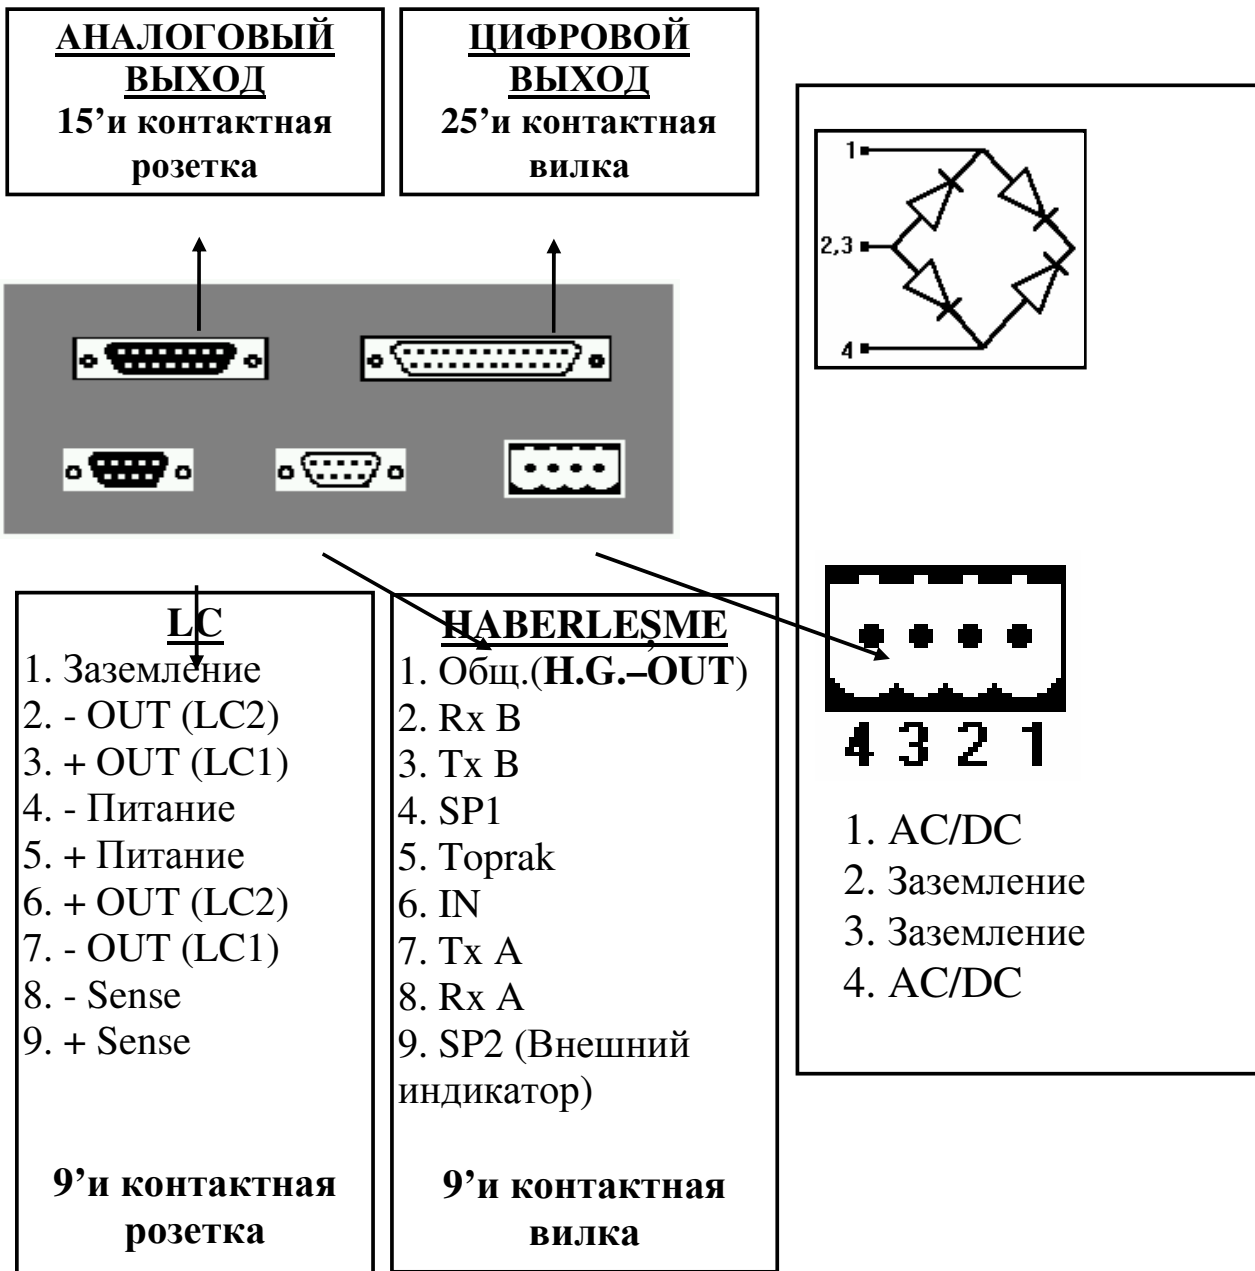 АНАЛОГОВЫЙ
ВЫХОД
15’и контактная
розетка
ЦИФРОВОЙ
ВЫХОД
25’и контактная
вилка
1
2,3
4
LC
1. Заземление
2. - OUT (LC2)
3. + OUT (LC1)
4. - Питание
5. + Питание
6. + OUT (LC2)
7. - OUT (LC1)
8. - Sense
9. + Sense
9’и контактная
розетка
HABERLEŞME
1. Общ.(H.G.–OUT)
2. Rx B
3. Tx B
4. SP1
5. Toprak
6. IN
7. Tx A
8. Rx A
9. SP2 (Внешний
индикатор)
9’и контактная
вилка
4 3 2 1
1. AC/DC
2. Заземление
3. Заземление
4. AC/DC